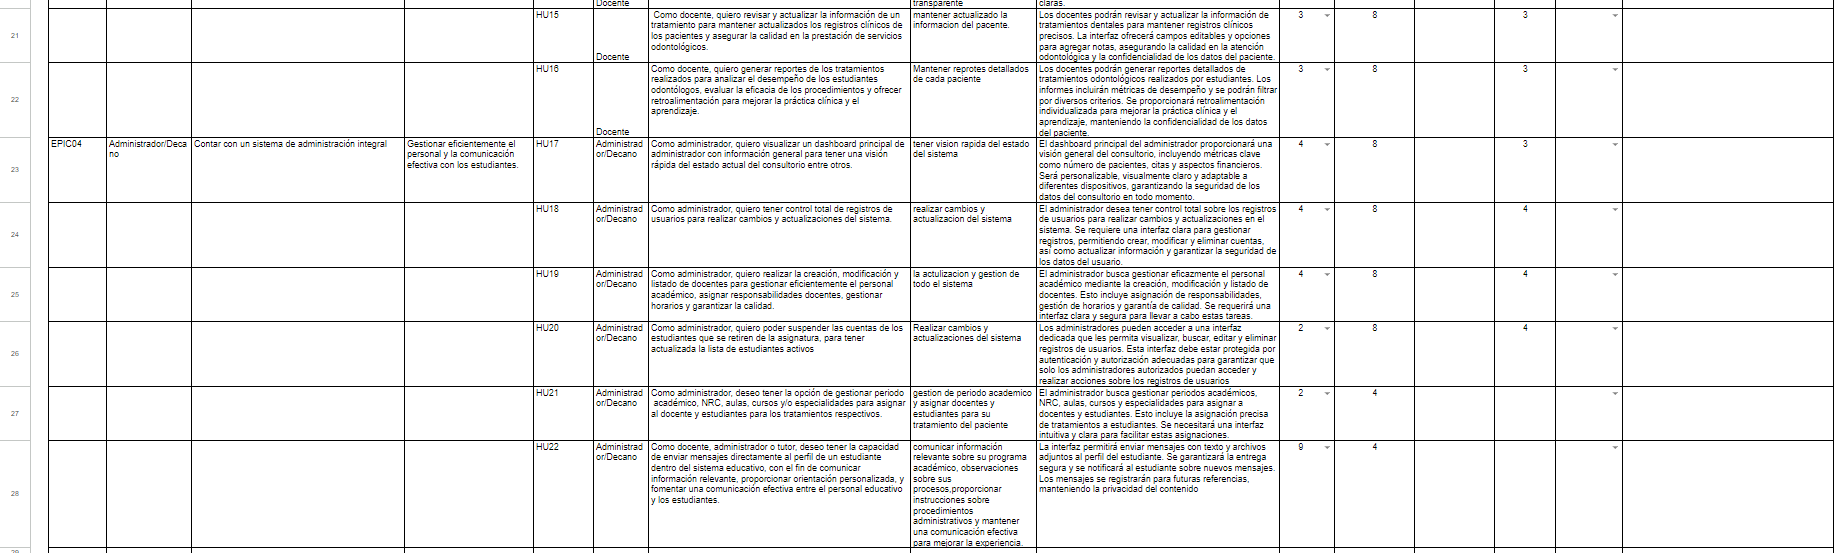 Docente
transparente
claras.
21
HU15
Docente
Como docente, quiero revisar y actualizar la información de un
tratamiento para mantener actualizados los registros clínicos de
los pacientes y asegurar la calidad en la prestación de servicios
odontológicos.
mantener actualizado la
informacion del pacente.
Los docentes podrán revisar y actualizar la información de
tratamientos dentales para mantener registros clínicos
precisos. La interfaz ofrecerá campos editables y opciones
para agregar notas, asegurando la calidad en la atención
odontológica y la confidencialidad de los datos del paciente.
3
8
3
22
HU16
Docente
Como docente, quiero generar reportes de los tratamientos
realizados para analizar el desempeño de los estudiantes
odontólogos, evaluar la eficacia de los procedimientos y ofrecer
retroalimentación para mejorar la práctica clínica y el
aprendizaje.
Mantener reprotes detallados
de cada paciente
Los docentes podrán generar reportes detallados de
tratamientos odontológicos realizados por estudiantes. Los
informes incluirán métricas de desempeño y se podrán filtrar
por diversos criterios. Se proporcionará retroalimentación
individualizada para mejorar la práctica clínica y el
aprendizaje, manteniendo la confidencialidad de los datos
del paciente.
3
8
3
23
EPIC04
Administrador/Deca
no
Contar con un sistema de administración integral
Gestionar eficientemente el
personal y la comunicación
efectiva con los estudiantes.
HU17
Administrad
or/Decano
Como administrador, quiero visualizar un dashboard principal de
administrador con información general para tener una visión
rápida del estado actual del consultorio entre otros.
tener vision rapida del estado
del sistema
El dashboard principal del administrador proporcionará una
visión general del consultorio, incluyendo métricas clave
como número de pacientes, citas y aspectos financieros.
Será personalizable, visualmente claro y adaptable a
diferentes dispositivos, garantizando la seguridad de los
datos del consultorio en todo momento.
4
8
3
24
HU18
Administrad
or/Decano
Como administrador, quiero tener control total de registros de
usuarios para realizar cambios y actualizaciones del sistema.
realizar cambios y
actualizacion del sistema
El administrador desea tener control total sobre los registros
de usuarios para realizar cambios y actualizaciones en el
sistema. Se requiere una interfaz clara para gestionar
registros, permitiendo crear, modificar y eliminar cuentas,
así como actualizar información y garantizar la seguridad de
los datos del usuario.
4
8
4
25
HU19
Administrad
or/Decano
Como administrador, quiero realizar la creación, modificación y
listado de docentes para gestionar eficientemente el personal
académico, asignar responsabilidades docentes, gestionar
horarios y garantizar la calidad.
la actulizacion y gestion de
todo el sistema
El administrador busca gestionar eficazmente el personal
académico mediante la creación, modificación y listado de
docentes. Esto incluye asignación de responsabilidades,
gestión de horarios y garantía de calidad. Se requerirá una
interfaz clara y segura para llevar a cabo estas tareas.
4
8
4
26
HU20
Administrad
or/Decano
Como administrador, quiero poder suspender las cuentas de los
estudiantes que se retiren de la asignatura, para tener
actualizada la lista de estudiantes activos
Realizar cambios y
actualizaciones del sistema
Los administradores pueden acceder a una interfaz
dedicada que les permita visualizar, buscar, editar y eliminar
registros de usuarios. Esta interfaz debe estar protegida por
autenticación y autorización adecuadas para garantizar que
solo los administradores autorizados puedan acceder y
realizar acciones sobre los registros de usuarios
2
8
4
27
HU21
Administrad
or/Decano
Como administrador, deseo tener la opción de gestionar periodo
académico, NRC, aulas, cursos y/o especialidades para asignar
al docente y estudiantes para los tratamientos respectivos.
gestion de periodo academico
y asignar docentes y
estudiantes para su
tratamiento del paciente
El administrador busca gestionar periodos académicos,
NRC, aulas, cursos y especialidades para asignar a
docentes y estudiantes. Esto incluye la asignación precisa
de tratamientos a estudiantes. Se necesitará una interfaz
intuitiva y clara para facilitar estas asignaciones.
2
4
28
HU22
Administrad
or/Decano
Como docente, administrador o tutor, deseo tener la capacidad
de enviar mensajes directamente al perfil de un estudiante
dentro del sistema educativo, con el fin de comunicar
información relevante, proporcionar orientación personalizada, y
fomentar una comunicación efectiva entre el personal educativo
y los estudiantes.
comunicar información
relevante sobre su programa
académico, observaciones
sobre sus
procesos,proporcionar
instrucciones sobre
procedimientos
administrativos y mantener
una comunicación efectiva
para mejorar la experiencia.
La interfaz permitirá enviar mensajes con texto y archivos
adjuntos al perfil del estudiante. Se garantizará la entrega
segura y se notificará al estudiante sobre nuevos mensajes.
Los mensajes se registrarán para futuras referencias,
manteniendo la privacidad del contenido
9
4